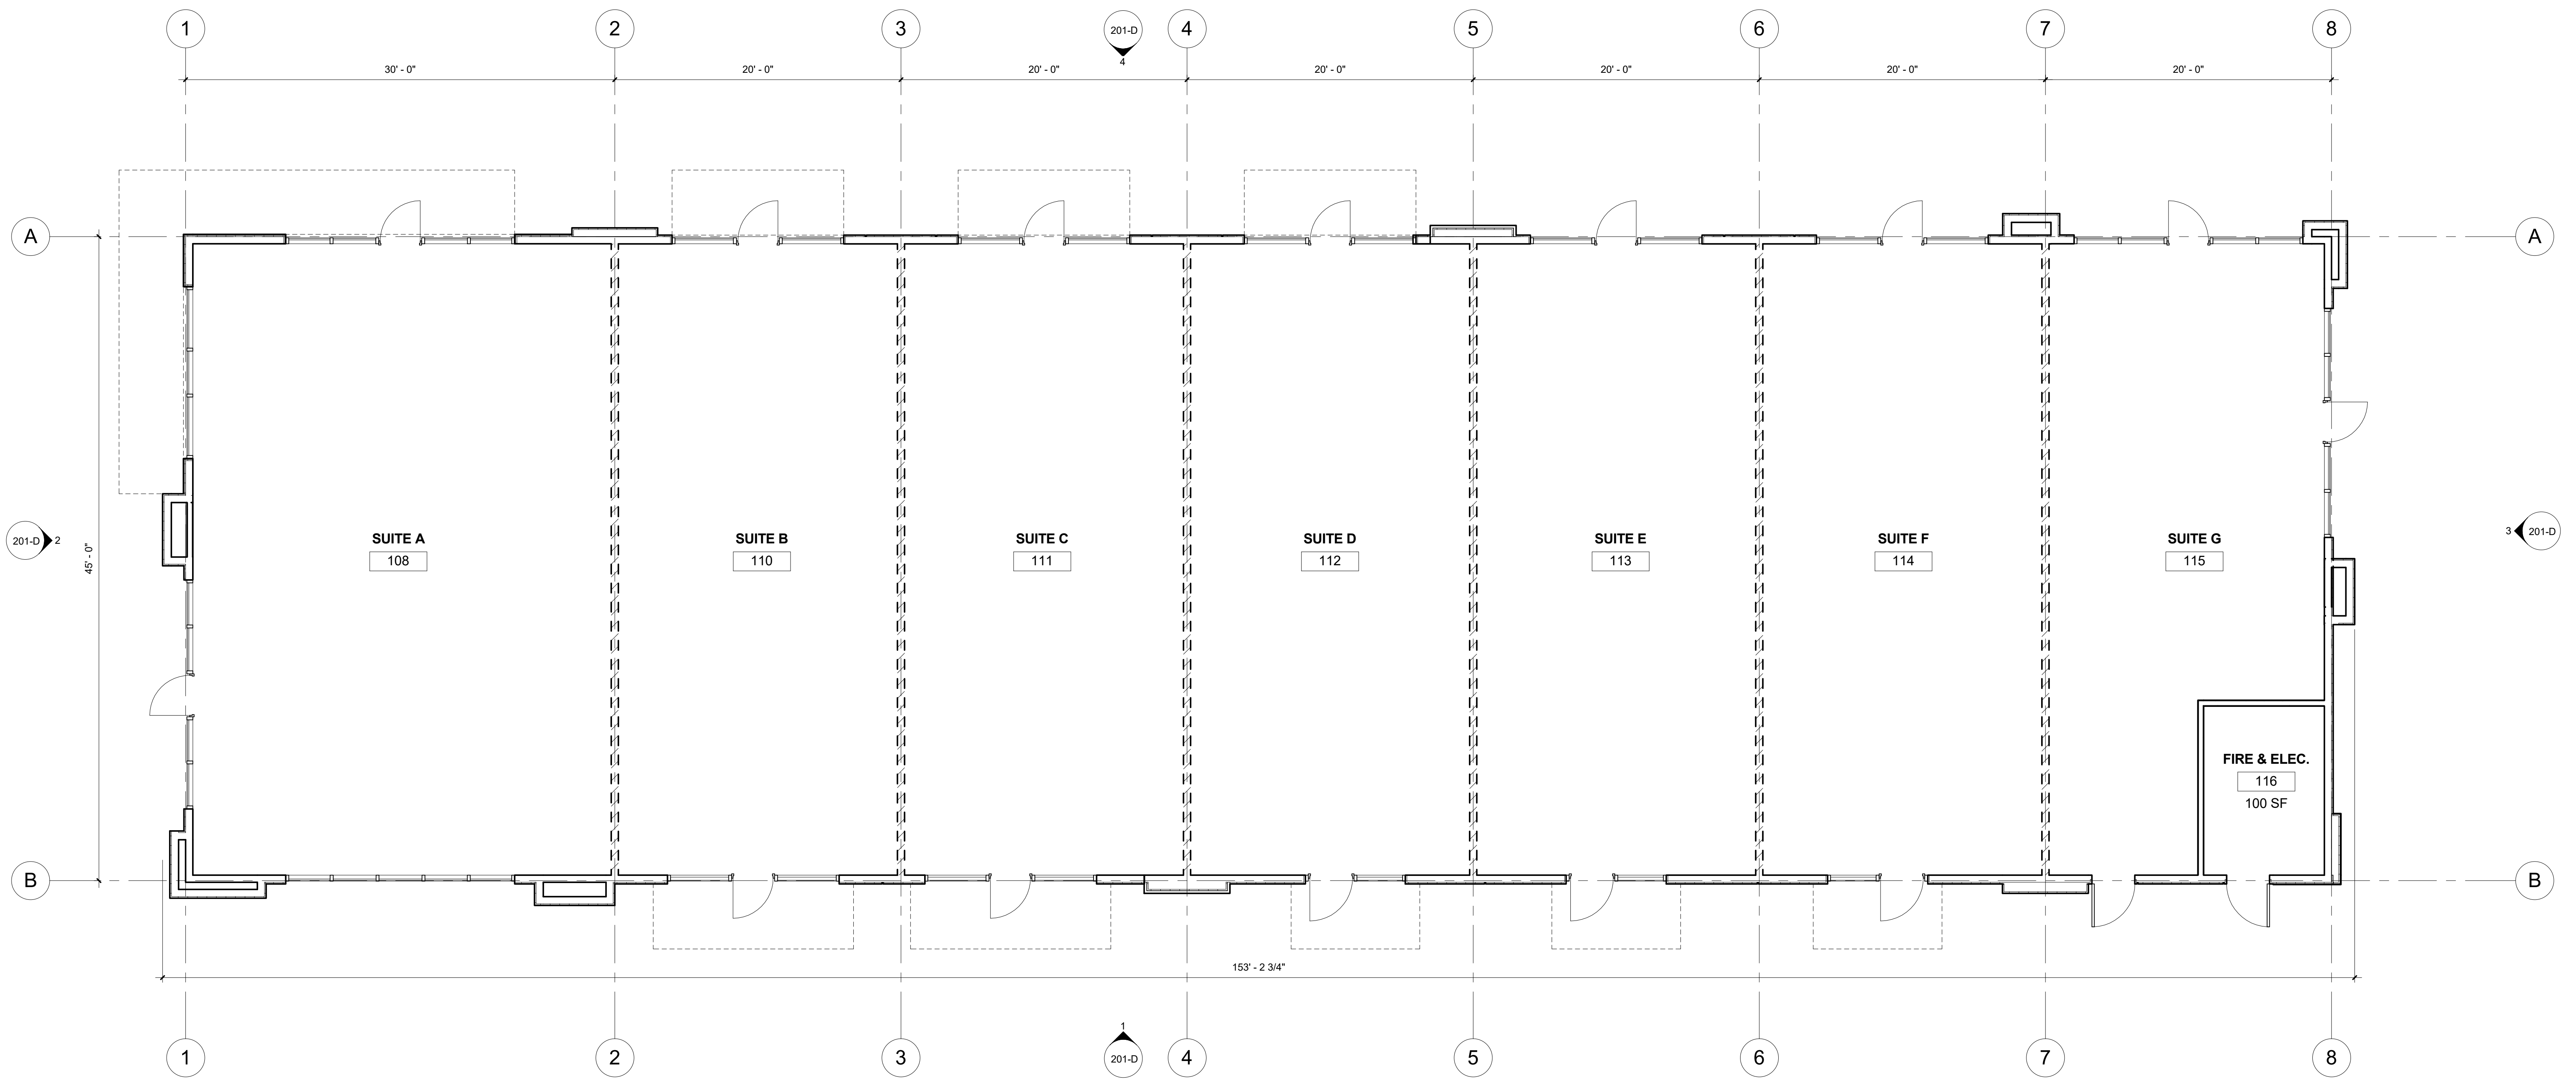 1 2 3 201-D 4 5 6 7 8
4
30' - 0" 20' - 0" 20' - 0" 20' - 0" 20' - 0" 20' - 0" 20' - 0"
A A
201-D 2
45' - 0"
SUITE A SUITE B SUITE C SUITE D SUITE E SUITE F SUITE G
108 110 111 112 113 114 115
3 201-D
FIRE & ELEC.
116
100 SF
B B
153' - 2 3/4"
1
1 2 3 201-D 4 5 6 7 8